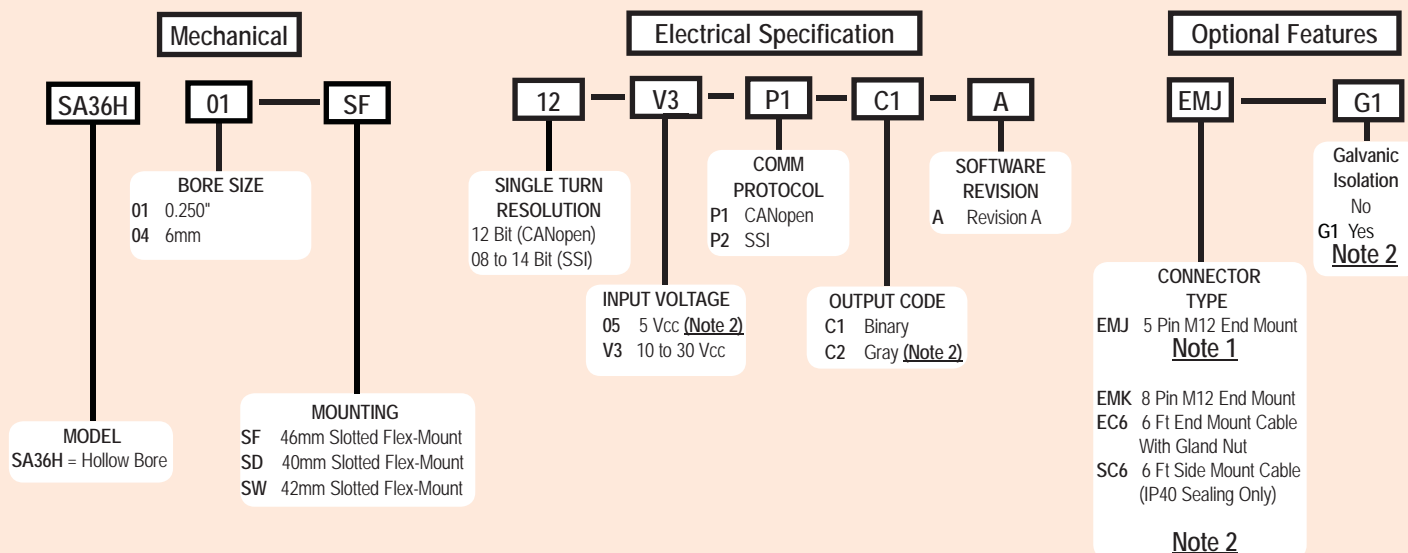 Mechanical
Electrical Specification
Optional Features
SA36H
01
SF
12
V3
P1
C1
A
EMJ
G1
MODEL
SA36H = Hollow Bore
BORE SIZE
01 0.250"
04 6mm
MOUNTING
SF 46mm Slotted Flex-Mount
SD 40mm Slotted Flex-Mount
SW 42mm Slotted Flex-Mount
SINGLE TURN
RESOLUTION
12 Bit (CANopen)
08 to 14 Bit (SSI)
INPUT VOLTAGE
05 5 Vcc (Note 2)
V3 10 to 30 Vcc
COMM
PROTOCOL
P1 CANopen
P2 SSI
OUTPUT CODE
C1 Binary
C2 Gray (Note 2)
SOFTWARE
REVISION
A Revision A
CONNECTOR
TYPE
EMJ 5 Pin M12 End Mount
Note 1
EMK 8 Pin M12 End Mount
EC6 6 Ft End Mount Cable
With Gland Nut
SC6 6 Ft Side Mount Cable
(IP40 Sealing Only)
Note 2
Galvanic
Isolation
No
G1 Yes
Note 2